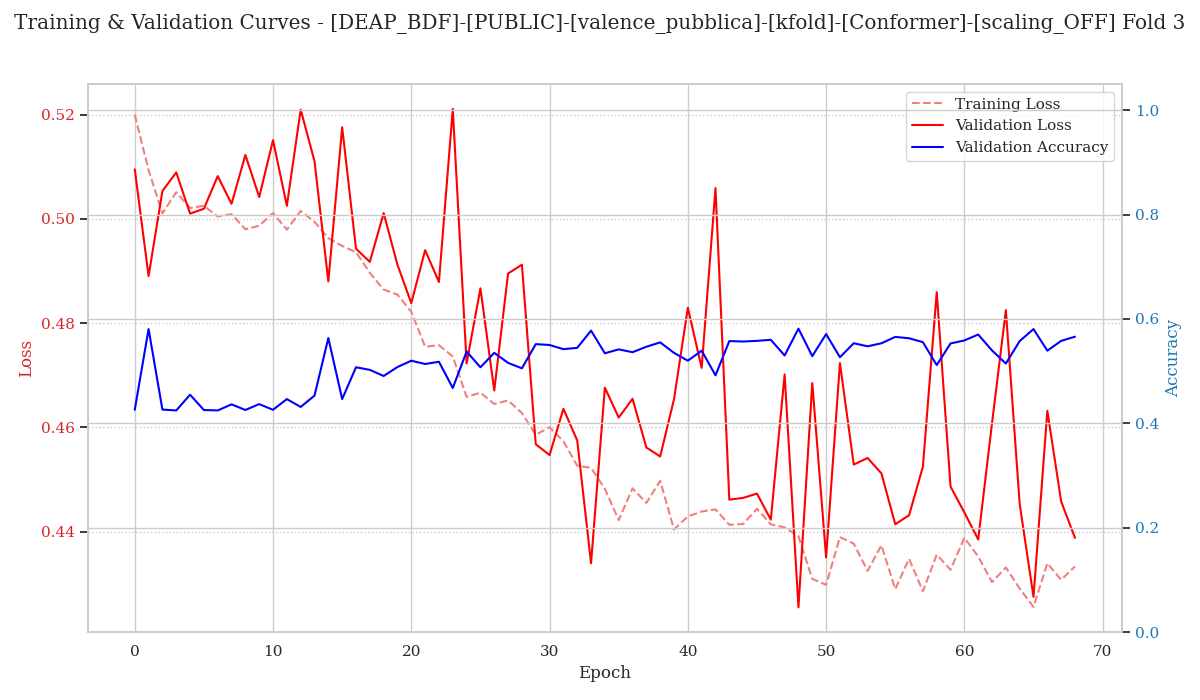 Training & Validation Curves - [DEAP_BDF]-[PUBLIC]-[valence_pubblica]-[kfold]-[Conformer]-[scaling_OFF] Fold 3
Training Loss
Validation Loss
Validation Accuracy
Loss
0.52
0.50
0.48
0.46
0.44
1.0
0.8
0.6
0.4
0.2
0.0
Accuracy
0
10
20
30
40
50
60
70
Epoch